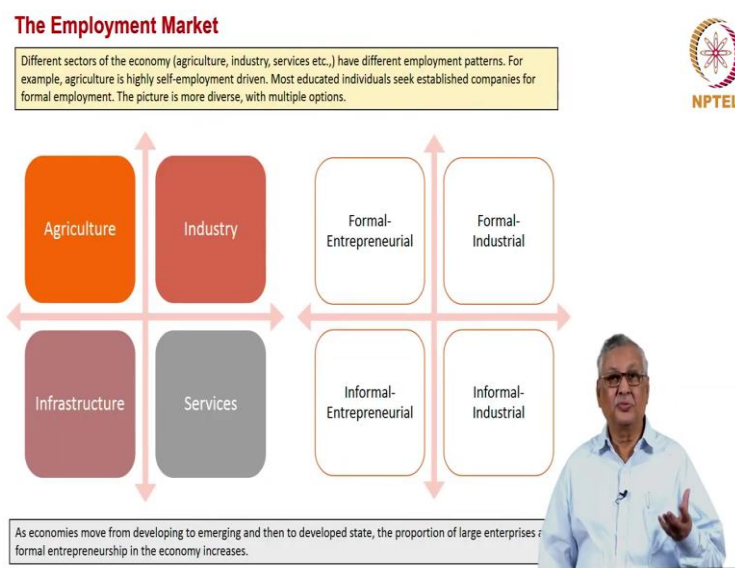 The Employment Market
NPTEL
Different sectors of the economy (agriculture, industry, services etc.,) have different employment patterns. For
example, agriculture is highly self-employment driven. Most educated individuals seek established companies for
formal employment. The picture is more diverse, with multiple options.
Agriculture
Industry
Infrastructure
Services
Formal-
Entrepreneurial
Formal-
Industrial
Informal-
Entrepreneurial
Informal-
Industrial
As economies move from developing to emerging and then to developed state, the proportion of large enterprises
formal entrepreneurship in the economy increases.